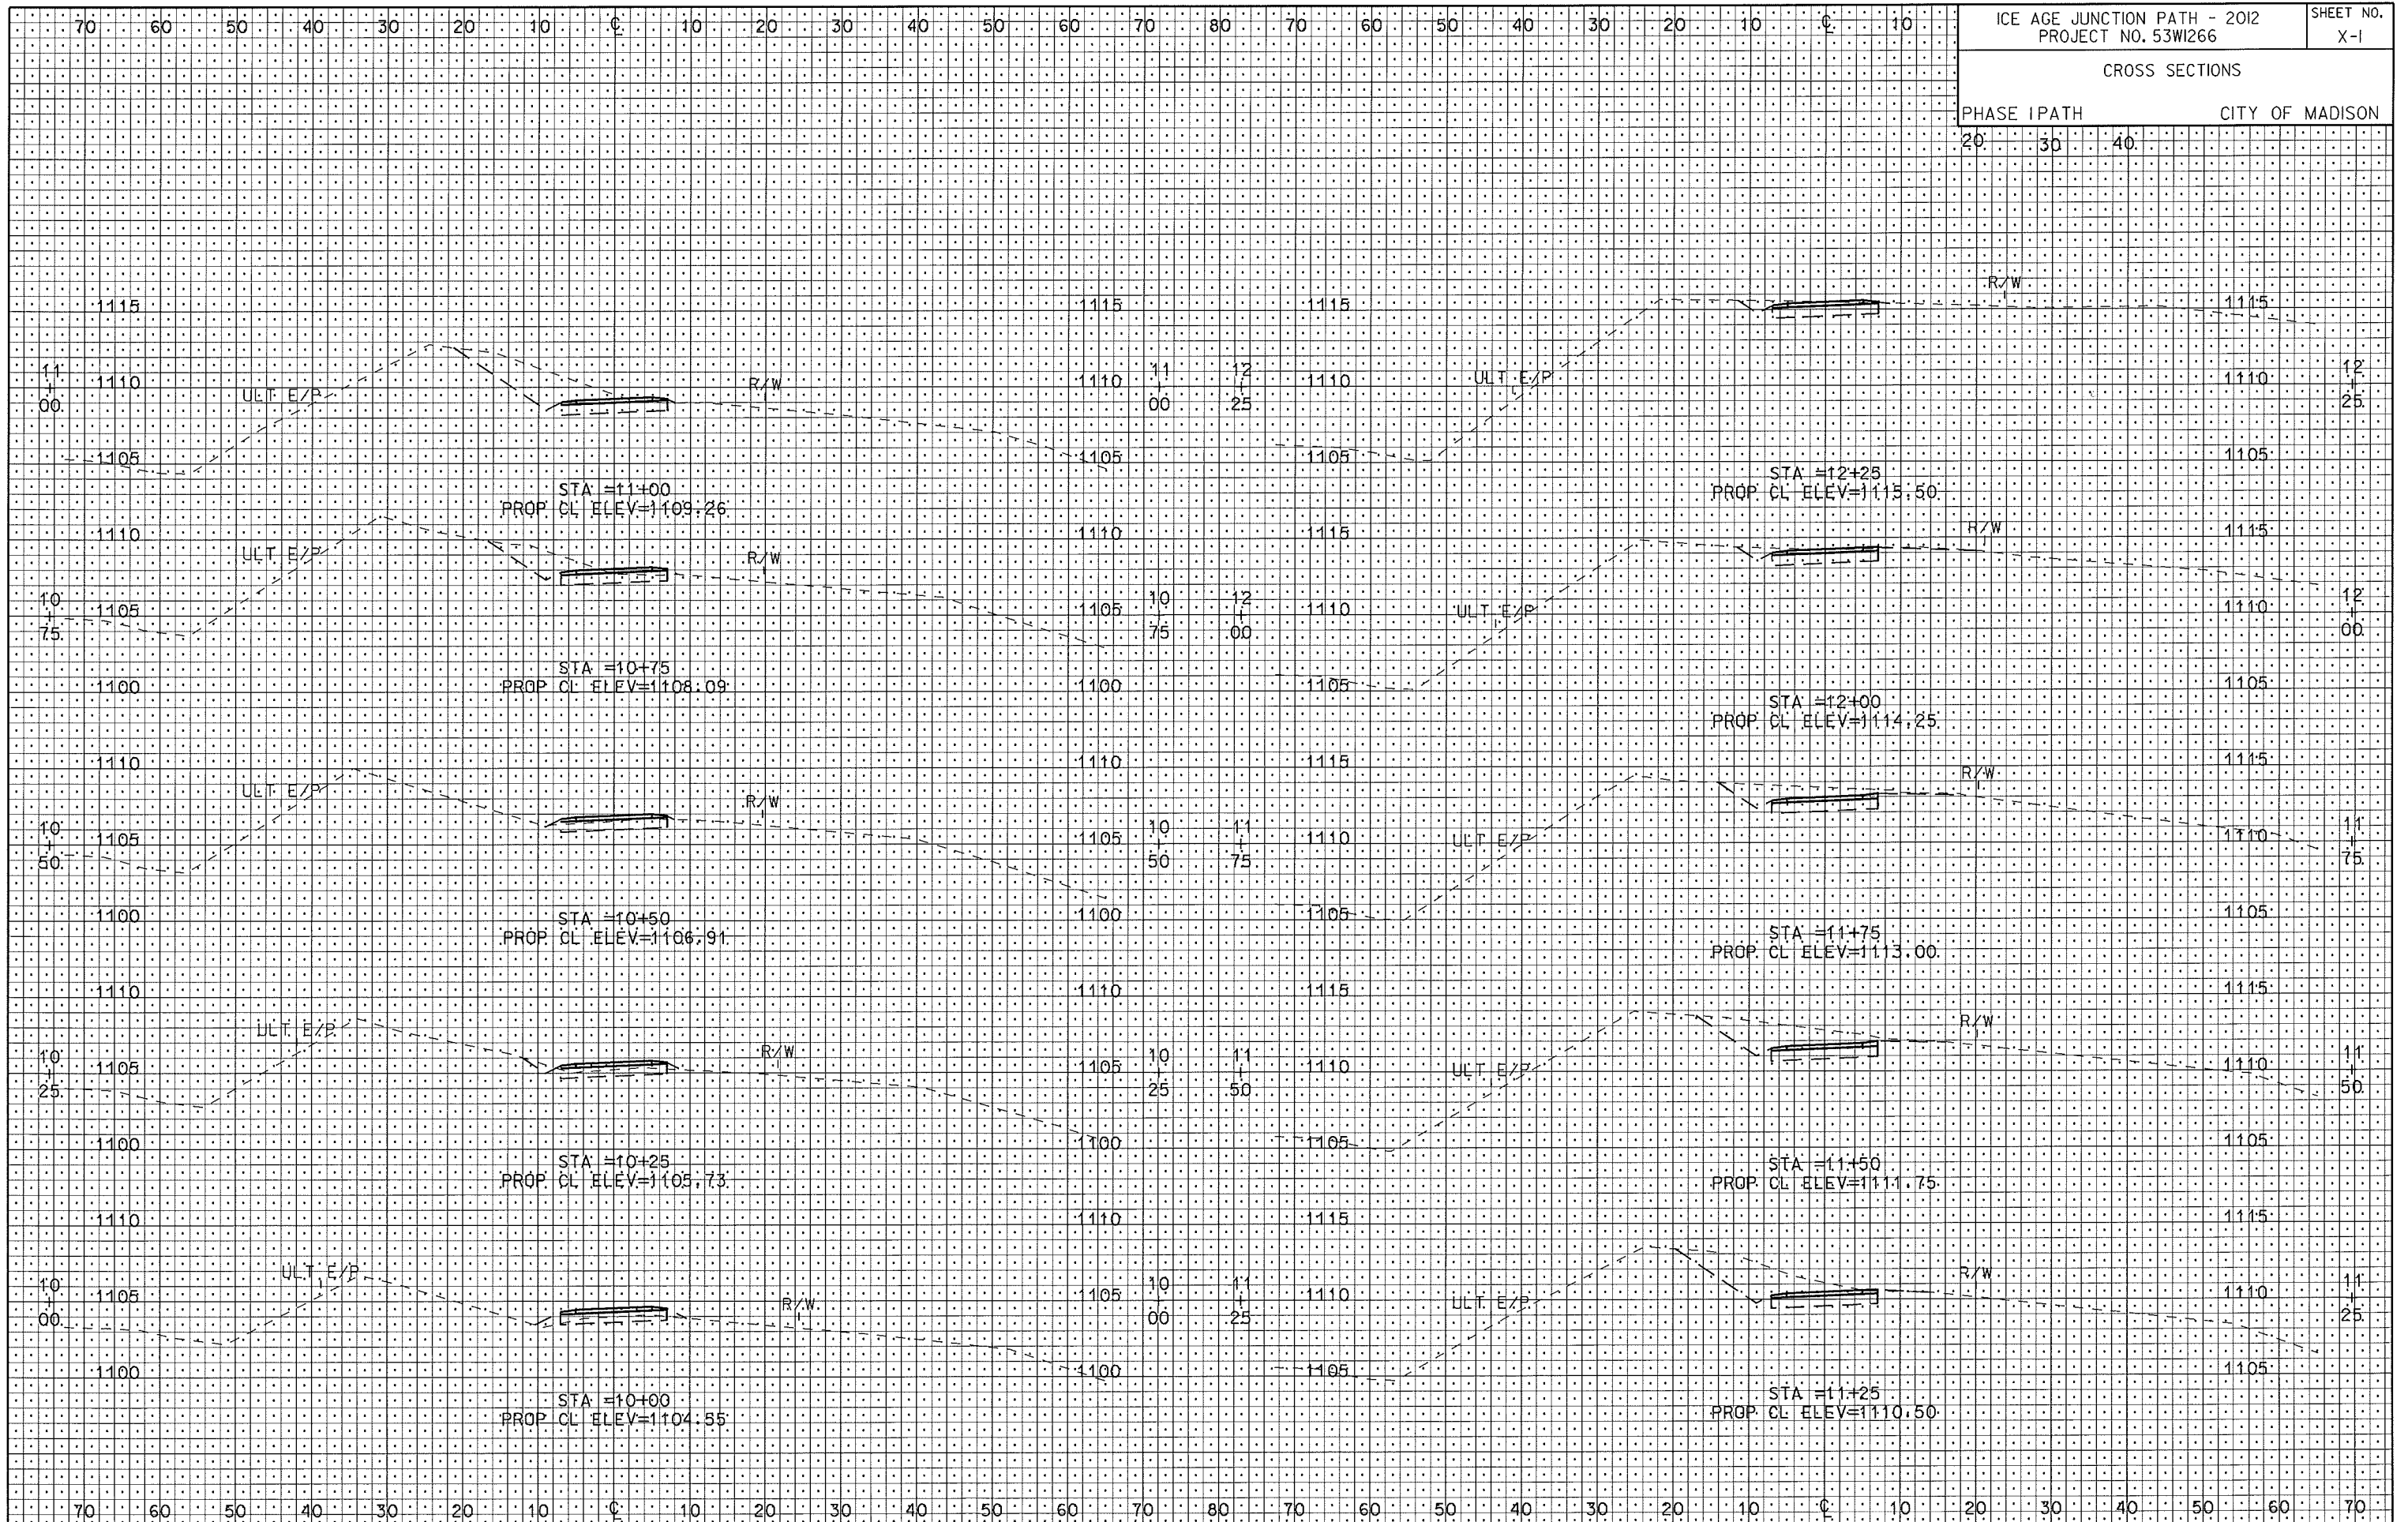 70 60 50 40 30 20 10 ℄ 10 20 30 40 50 60 70 80 70 60 50 40 30 20 10 ℄ 10
ICE AGE JUNCTION PATH - 2012
PROJECT NO. 53W1266
SHEET NO.
X-1
CROSS SECTIONS
PHASE 1 PATH CITY OF MADISON
20 30 40
1115 1115
11+00 1110 ULT E/P R/W 1110 11+00
1105 1105
STA =11+00
PROP CL ELEV=1109.26
1110 1110
ULT E/P R/W
10+75 1105 1105 10+75
STA =10+75
1100 PROP CL ELEV=1108.09 1100
1110 1110
ULT E/P R/W
10+50 1105 1105 10+50
1100 STA =10+50 1100
PROP CL ELEV=1106.91
1110 1110
ULT E/P R/W
10+25 1105 1105 10+25
1100 1100
STA =10+25
PROP CL ELEV=1105.73
1110 1110
ULT E/P R/W
10+00 1105 1105 10+00
1100 1100
STA =10+00
PROP CL ELEV=1104.55
R/W
1115 1115
12+25 1110 ULT E/P 1110 12+25
1105 1105
STA =12+25
PROP CL ELEV=1115.50
1115 R/W 1115
12+00 1110 ULT E/P 1110 12+00
1105 1105
STA =12+00
PROP CL ELEV=1114.25
1115 R/W 1115
11+75 1110 ULT E/P 1110 11+75
1105 1105
STA =11+75
PROP CL ELEV=1113.00
1115 1115
R/W
11+50 1110 ULT E/P 1110 11+50
1105 1105
STA =11+50
PROP CL ELEV=1111.75
1115 1115
R/W
11+25 1110 ULT E/P 1110 11+25
1105 1105
STA =11+25
PROP CL ELEV=1110.50
70 60 50 40 30 20 10 ℄ 10 20 30 40 50 60 70 80 70 60 50 40 30 20 10 ℄ 10 20 30 40 50 60 70